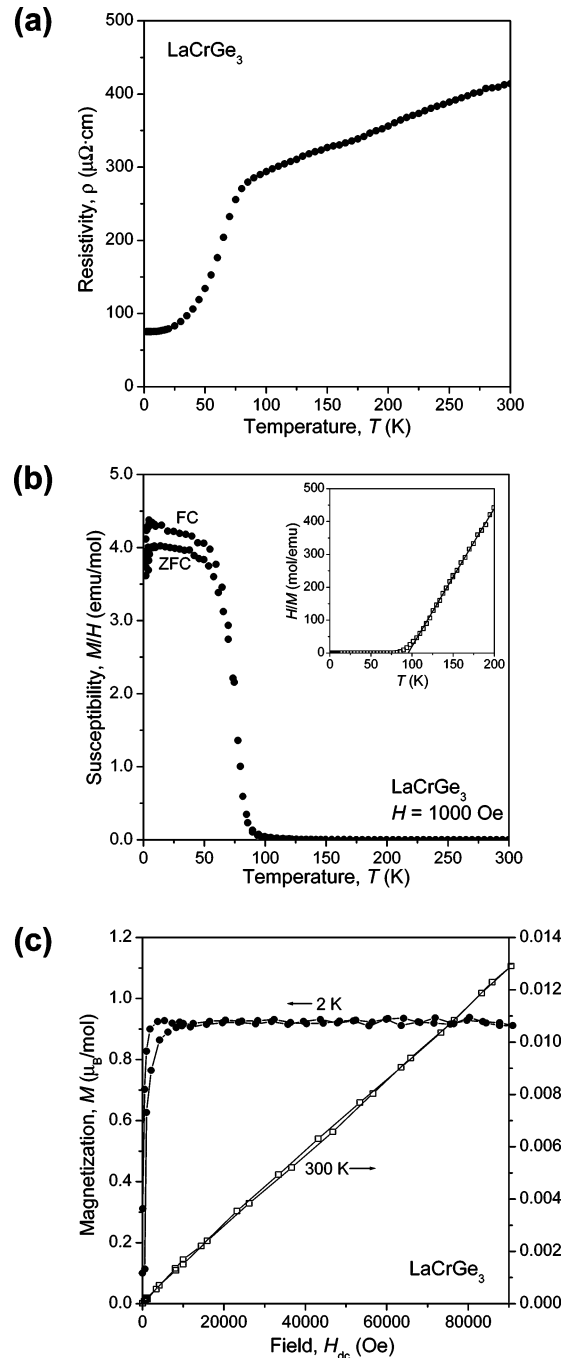 (a)
LaCrGe3
Resistivity, ρ (μΩ·cm)
500
400
300
200
100
0
0 50 100 150 200 250 300
Temperature, T (K)
(b)
Susceptibility, M/H (emu/mol)
5.0
4.0
3.0
2.0
1.0
0.0
FC
ZFC
H/M (mol/emu)
500
400
300
200
100
0
0 50 100 150 200
T (K)
LaCrGe3
H = 1000 Oe
0 50 100 150 200 250 300
Temperature, T (K)
(c)
Magnetization, M (μB/mol)
1.2
1.0
0.8
0.6
0.4
0.2
0.0
2 K
300 K
LaCrGe3
0.014
0.012
0.010
0.008
0.006
0.004
0.002
0.000
0 20000 40000 60000 80000
Field, Hdc (Oe)